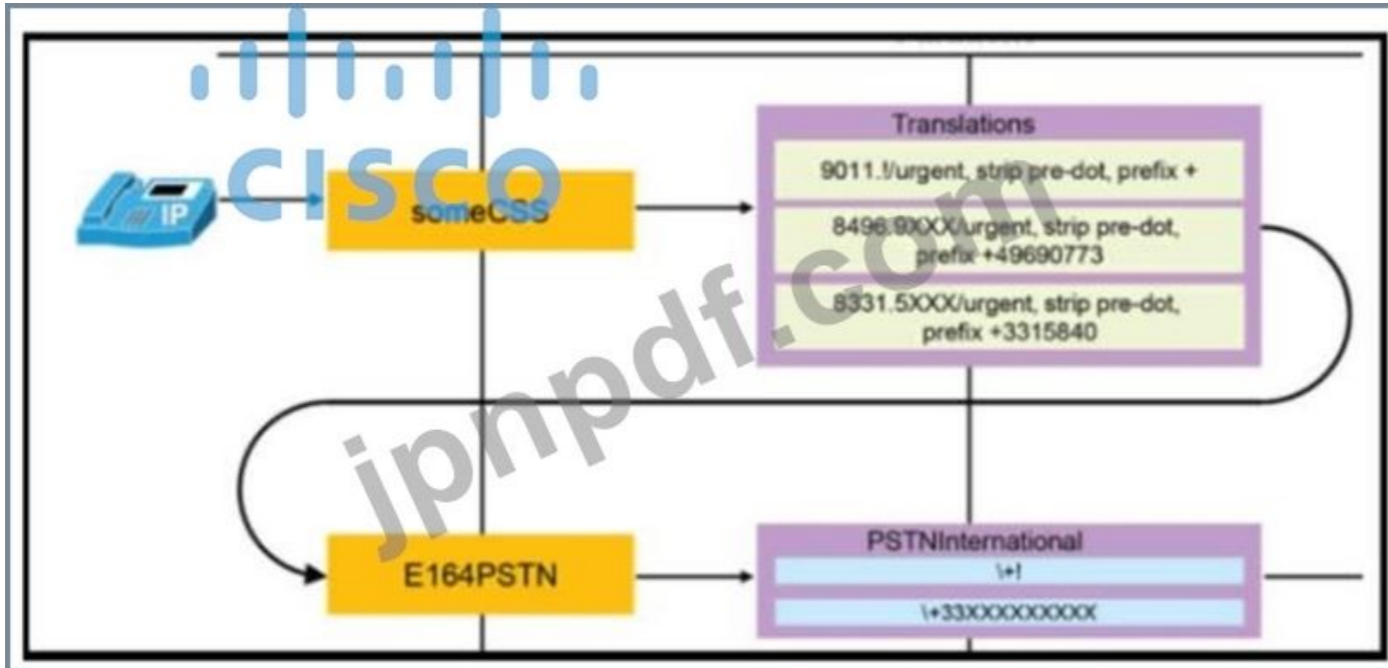 CISCO
IP
someCSS
Translations
9011.!/urgent, strip pre-dot, prefix +
8496.9XXX/urgent, strip pre-dot,
prefix +49690773
8331.5XXX/urgent, strip pre-dot,
prefix +3315840
jpnpdf.com
E164PSTN
PSTNInternational
\+!
\+33XXXXXXXXX